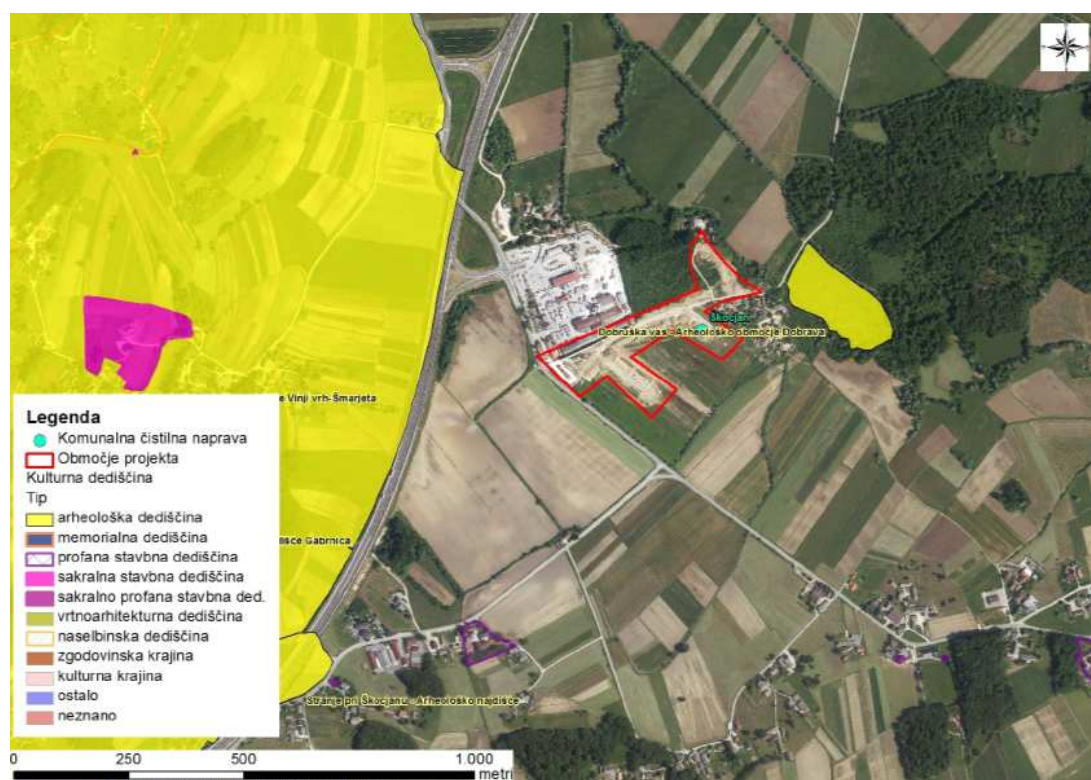 Škocjan
Dobruška vas - Arheološko območje Dobrava
e Vinji vrh-Šmarjeta
išče Gabrnica
Stranje pri Škocjanu - Arheološko najdišče
Legenda
Komunalna čistilna naprava
Območje projekta
Kulturna dediščina
Tip
arheološka dediščina
memorialna dediščina
profana stavbna dediščina
sakralna stavbna dediščina
sakralno profana stavbna ded.
vrtnoarhitekturna dediščina
naselbinska dediščina
zgodovinska krajina
kulturna krajina
ostalo
neznano
0 250 500 1.000
metri